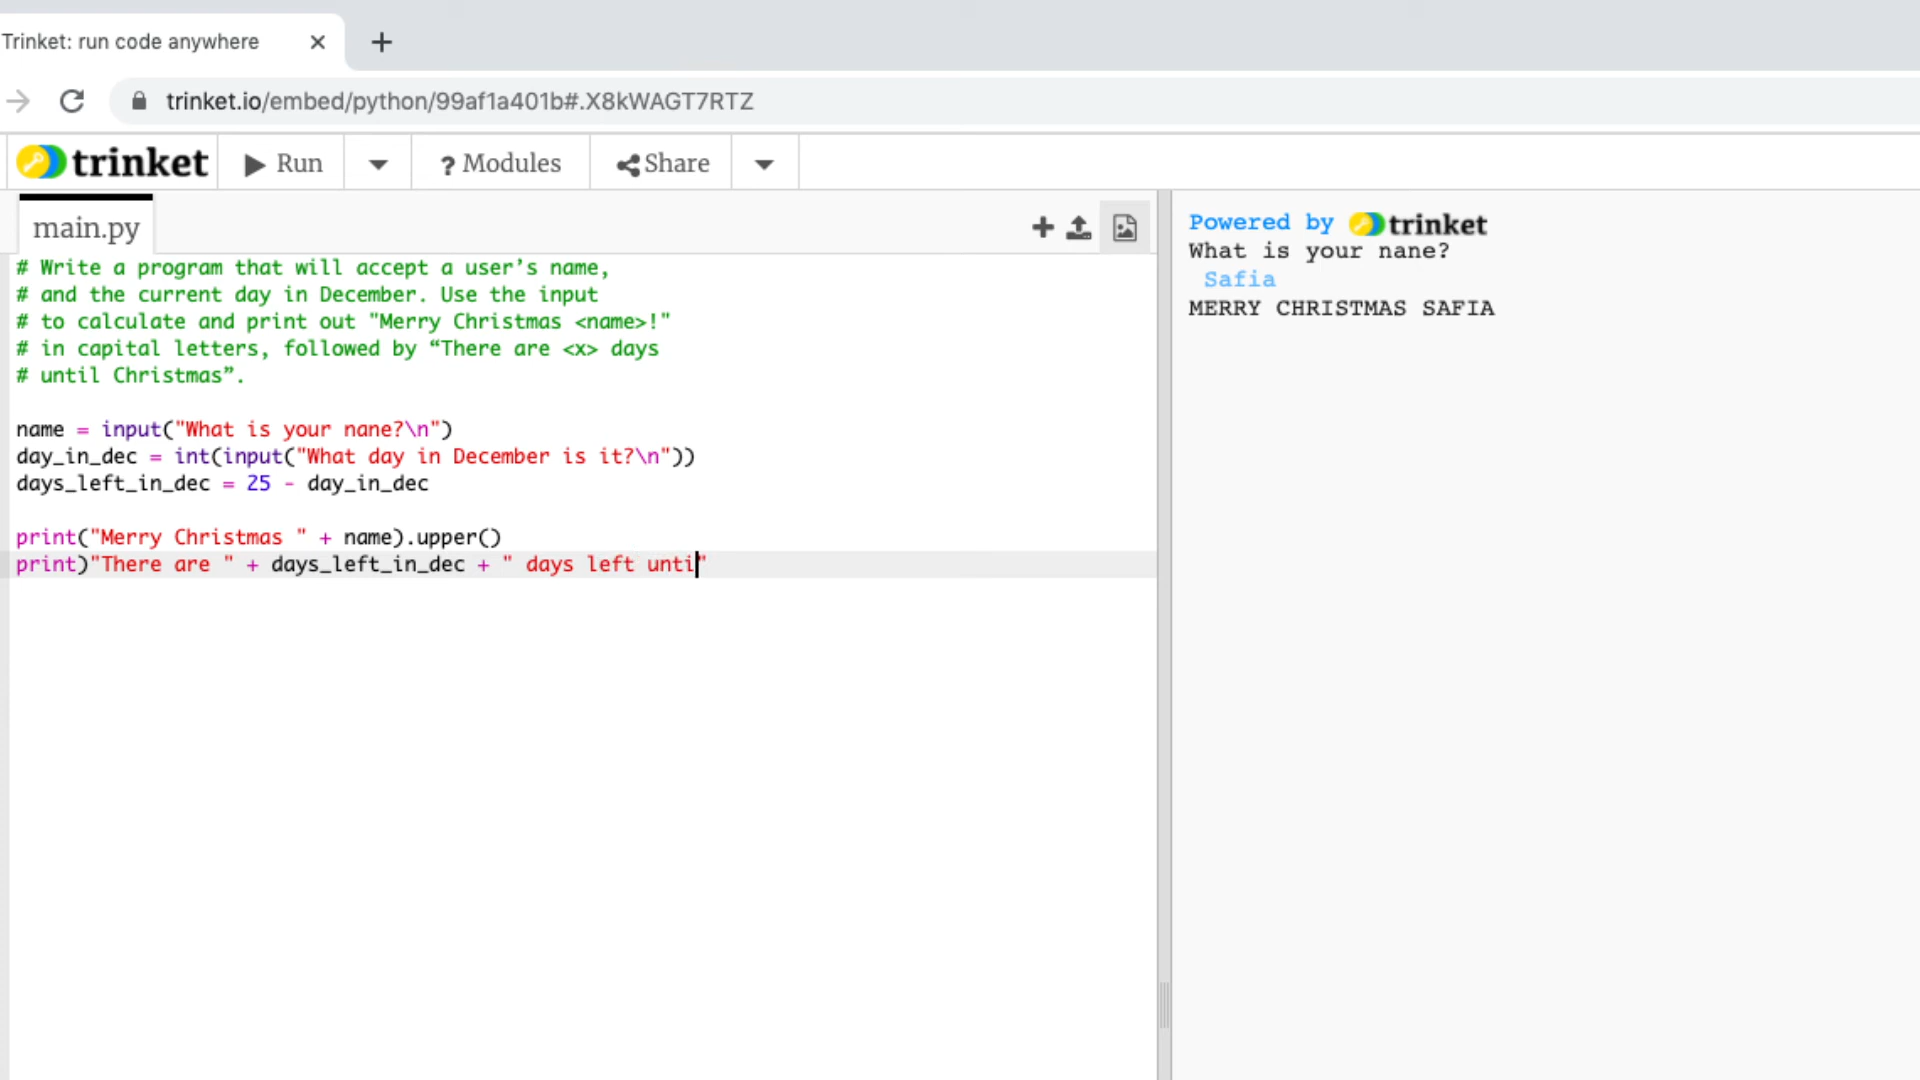 Trinket: run code anywhere
trinket.io/embed/python/99af1a401b#.X8kWAGT7RTZ
trinket Run ? Modules Share
main.py
# Write a program that will accept a user’s name,
# and the current day in December. Use the input
# to calculate and print out "Merry Christmas <name>!"
# in capital letters, followed by “There are <x> days
# until Christmas”.
name = input("What is your nane?\n")
day_in_dec = int(input("What day in December is it?\n"))
days_left_in_dec = 25 - day_in_dec
print("Merry Christmas " + name).upper()
print)"There are " + days_left_in_dec + " days left unti"
Powered by trinket
What is your nane?
Safia
MERRY CHRISTMAS SAFIA